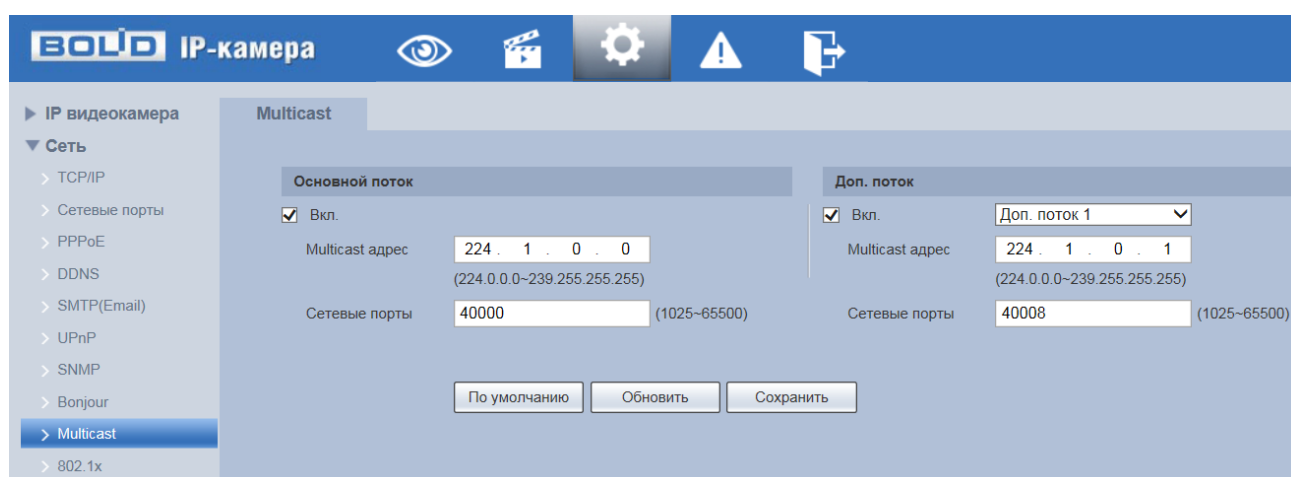 BOLID IP-камера
IP видеокамера
Сеть
TCP/IP
Сетевые порты
PPPoE
DDNS
SMTP(Email)
UPnP
SNMP
Bonjour
Multicast
802.1x
Multicast
Основной поток
Вкл.
Multicast адрес 224 . 1 . 0 . 0
(224.0.0.0~239.255.255.255)
Сетевые порты 40000 (1025~65500)
Доп. поток
Вкл. Доп. поток 1
Multicast адрес 224 . 1 . 0 . 1
(224.0.0.0~239.255.255.255)
Сетевые порты 40008 (1025~65500)
По умолчанию Обновить Сохранить